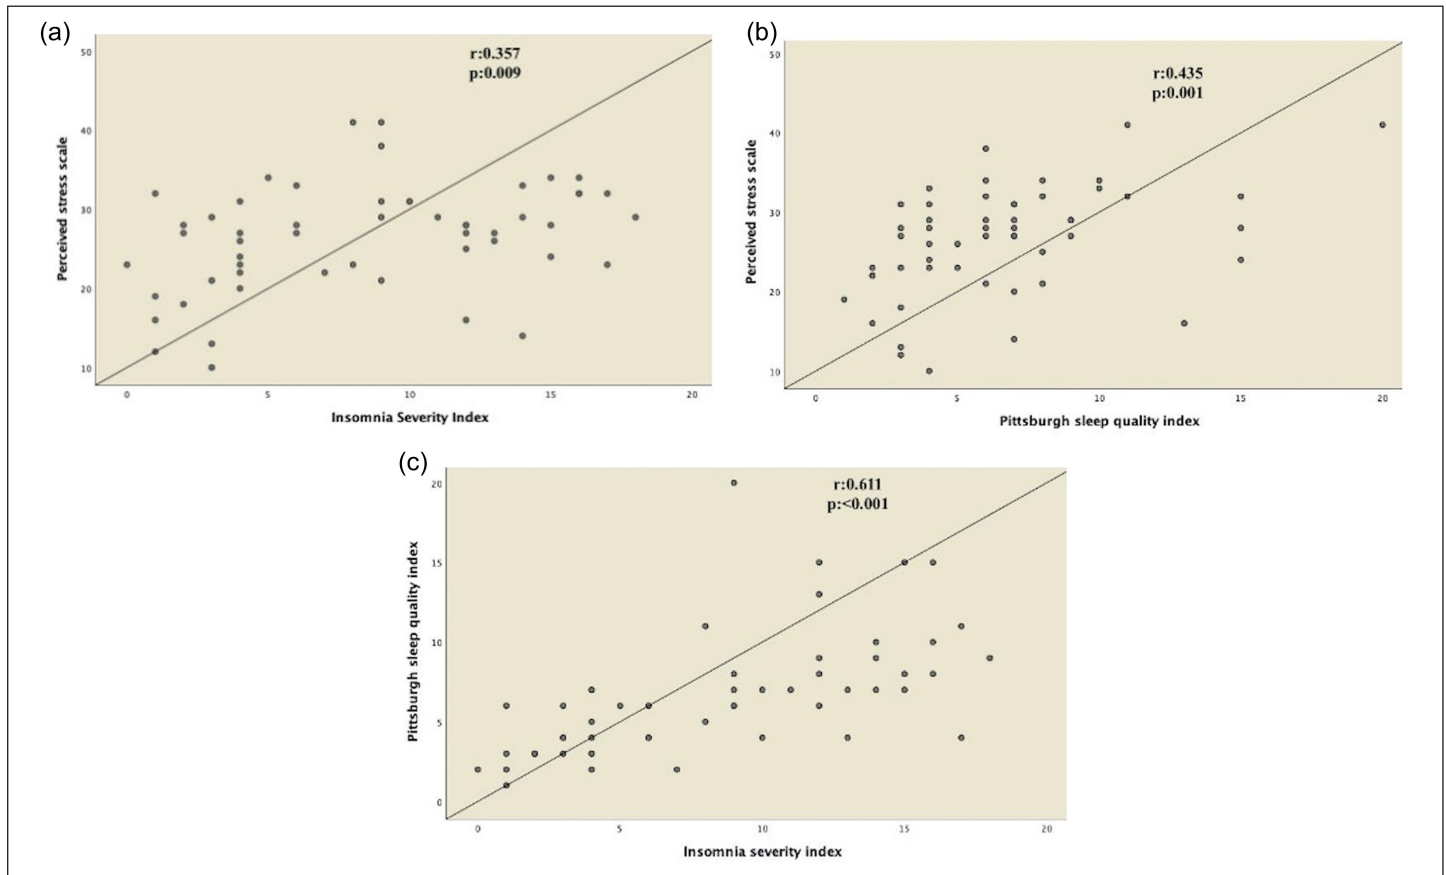 (a)
r:0.357
p:0.009
50
40
30
20
10
Perceived stress scale
0 5 10 15 20
Insomnia Severity Index
(b)
r:0.435
p:0.001
50
40
30
20
10
Perceived stress scale
0 5 10 15 20
Pittsburgh sleep quality index
(c)
r:0.611
p:<0.001
20
15
10
5
0
Pittsburgh sleep quality index
0 5 10 15 20
Insomnia severity index